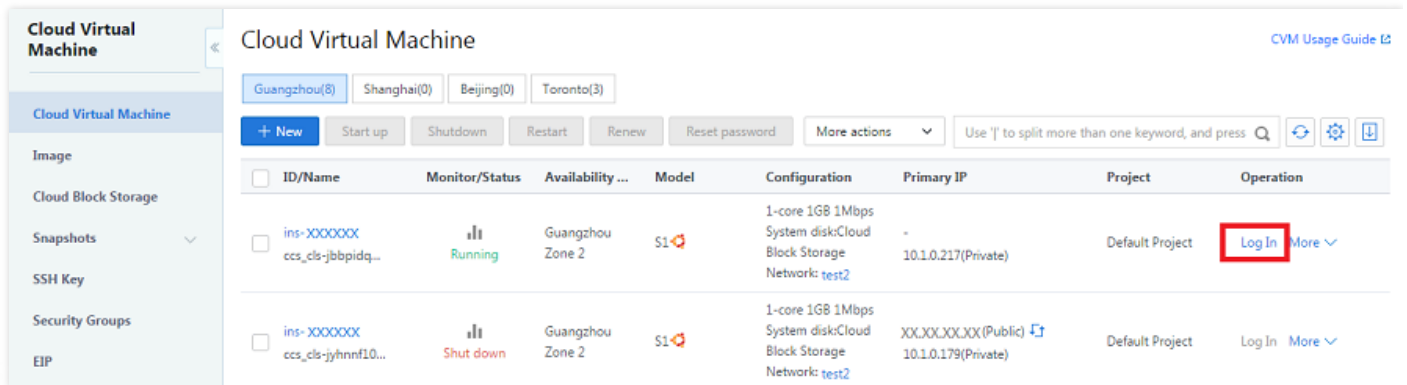 Cloud Virtual
Machine
Cloud Virtual Machine
CVM Usage Guide
Guangzhou(8) Shanghai(0) Beijing(0) Toronto(3)
Cloud Virtual Machine
+ New Start up Shutdown Restart Renew Reset password More actions Use '|' to split more than one keyword, and press
Image
ID/Name Monitor/Status Availability ... Model Configuration Primary IP Project Operation
Cloud Block Storage
Snapshots
SSH Key
Security Groups
EIP
ins-XXXXXX
ccs_cls-jbbpidq...
Running
Guangzhou
Zone 2
S1
1-core 1GB 1Mbps
System disk:Cloud
Block Storage
Network: test2
-
10.1.0.217(Private)
Default Project
Log In More
ins-XXXXXX
ccs_cls-jyhnnf10...
Shut down
Guangzhou
Zone 2
S1
1-core 1GB 1Mbps
System disk:Cloud
Block Storage
Network: test2
XX.XX.XX.XX(Public)
10.1.0.179(Private)
Default Project
Log In More